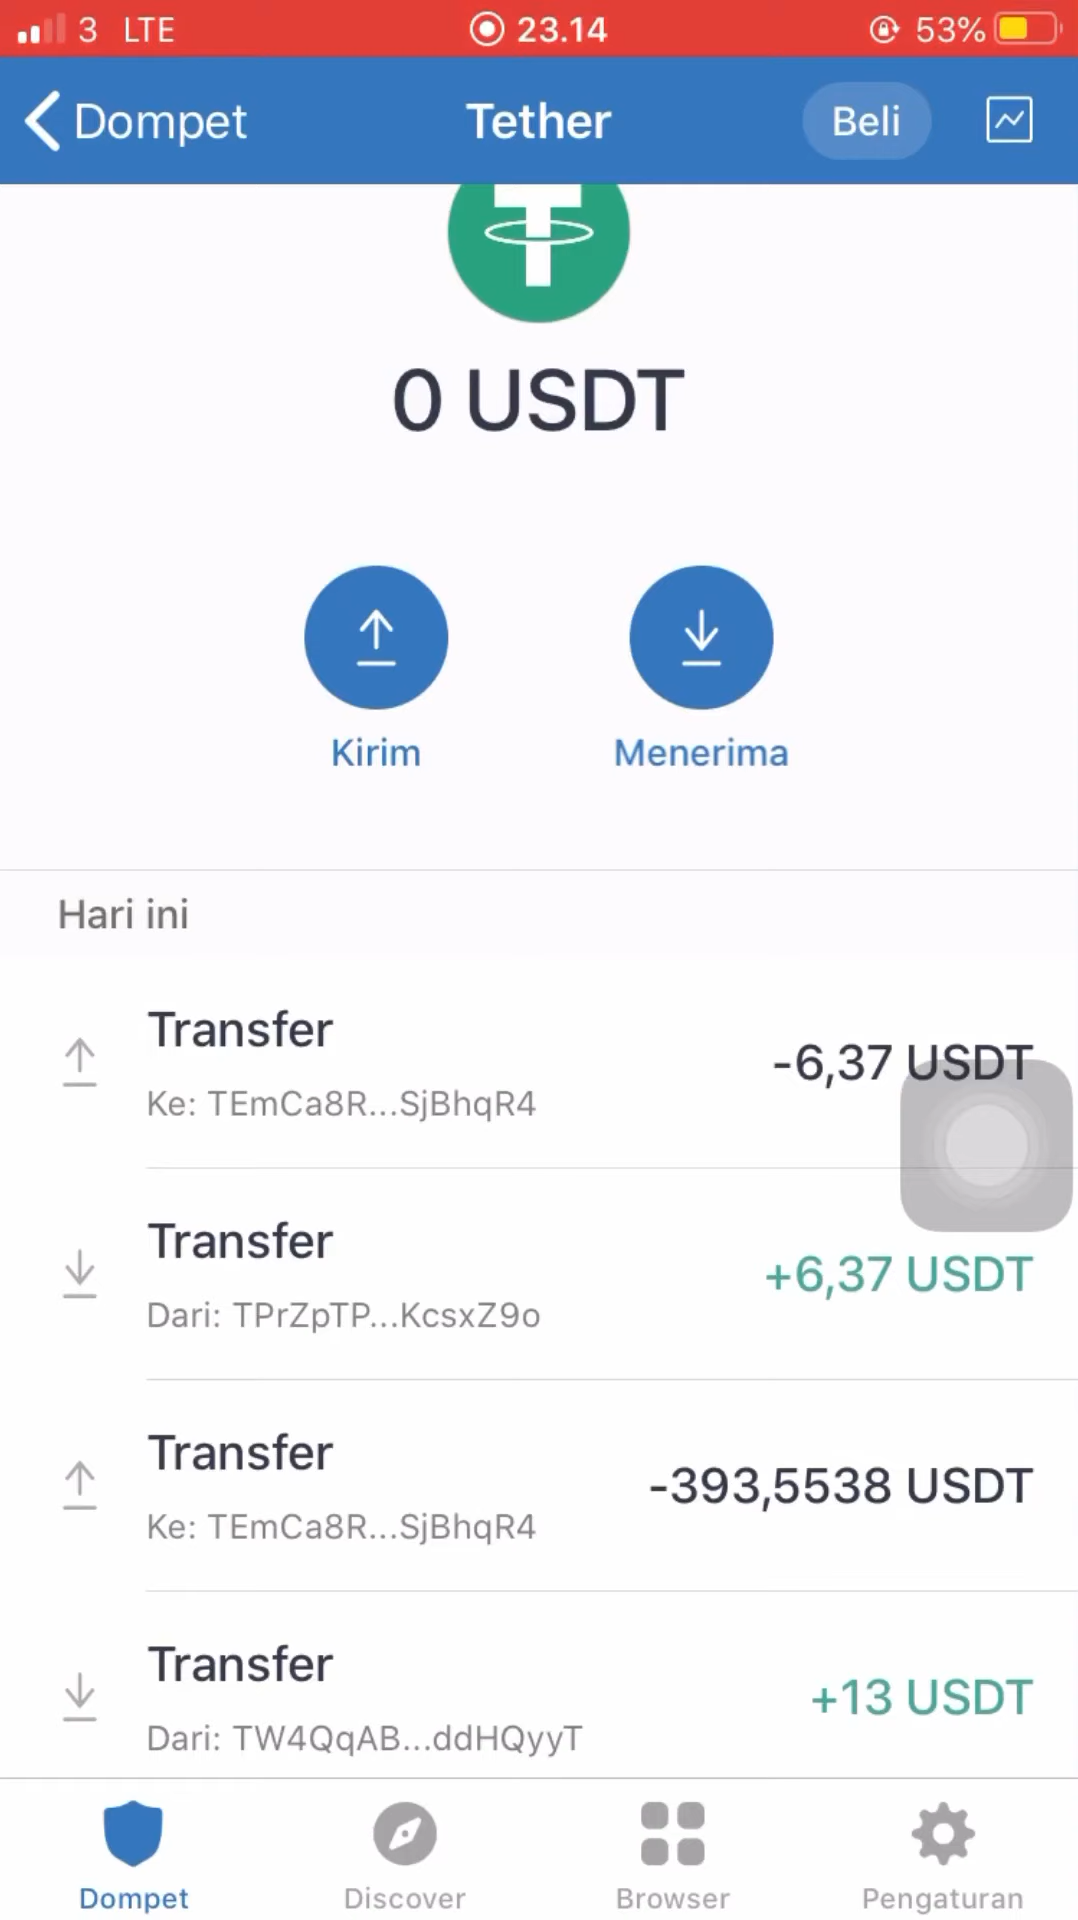 3 LTE 23.14 53%
Dompet Tether Beli
0 USDT
Kirim Menerima
Hari ini
Transfer
-6,37 USDT
Ke: TEmCa8R...SjBhqR4
Transfer
+6,37 USDT
Dari: TPrZpTP...KcsxZ9o
Transfer
-393,5538 USDT
Ke: TEmCa8R...SjBhqR4
Transfer
+13 USDT
Dari: TW4QqAB...ddHQyyT
Dompet Discover Browser Pengaturan